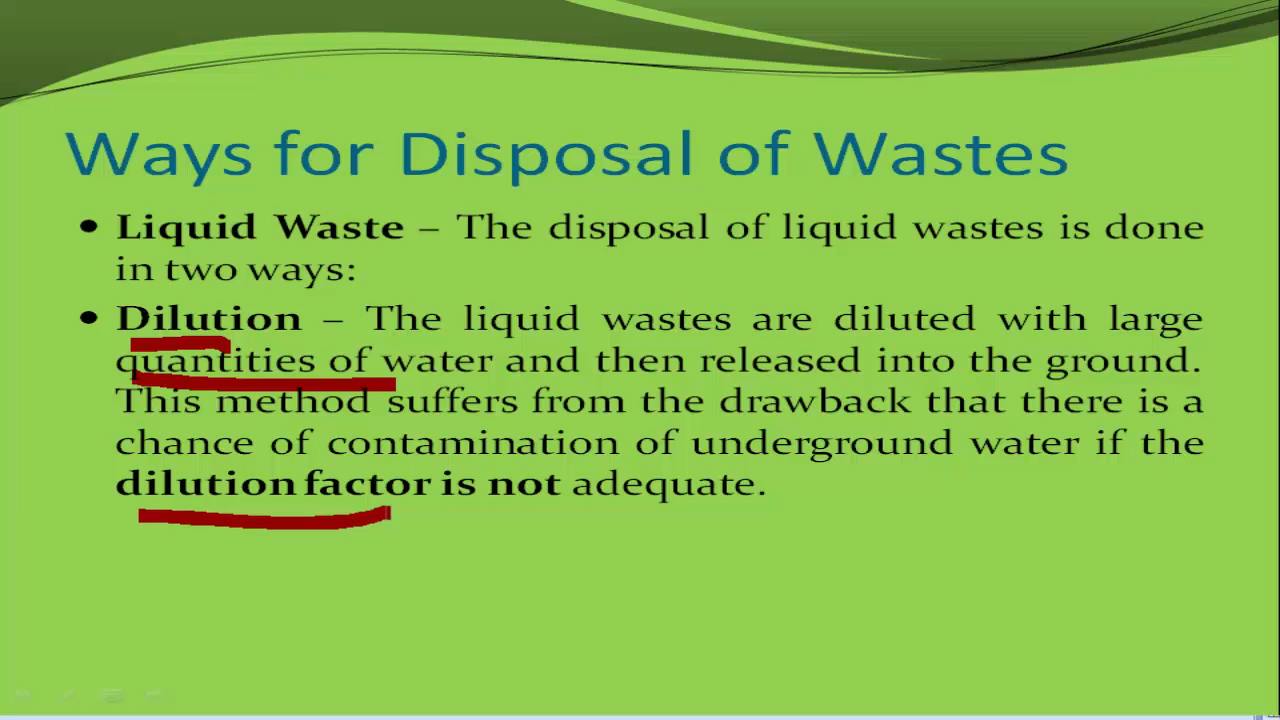 Ways for Disposal of Wastes
• Liquid Waste – The disposal of liquid wastes is done
in two ways:
• Dilution – The liquid wastes are diluted with large
quantities of water and then released into the ground.
This method suffers from the drawback that there is a
chance of contamination of underground water if the
dilution factor is not adequate.